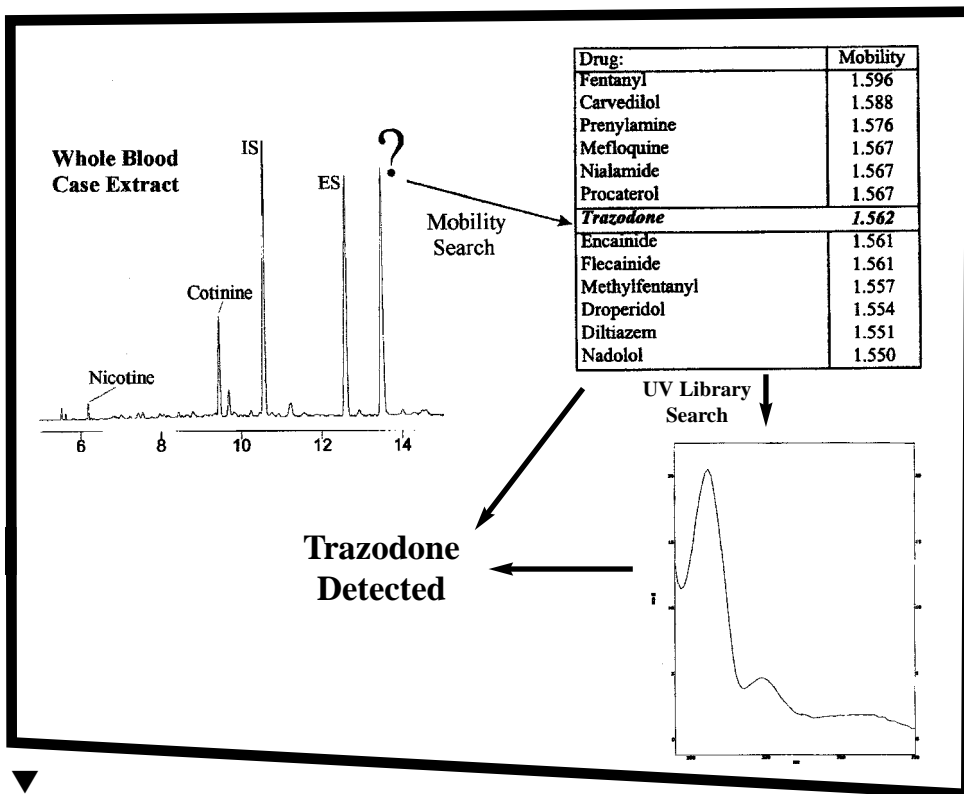 Whole Blood
Case Extract
IS
ES
?
Cotinine
Nicotine
6 8 10 12 14
Mobility
Search
Drug: Mobility
Fentanyl 1.596
Carvedilol 1.588
Prenylamine 1.576
Mefloquine 1.567
Nialamide 1.567
Procaterol 1.567
Trazodone 1.562
Encainide 1.561
Flecainide 1.561
Methylfentanyl 1.557
Droperidol 1.554
Diltiazem 1.551
Nadolol 1.550
UV Library
Search
Trazodone
Detected